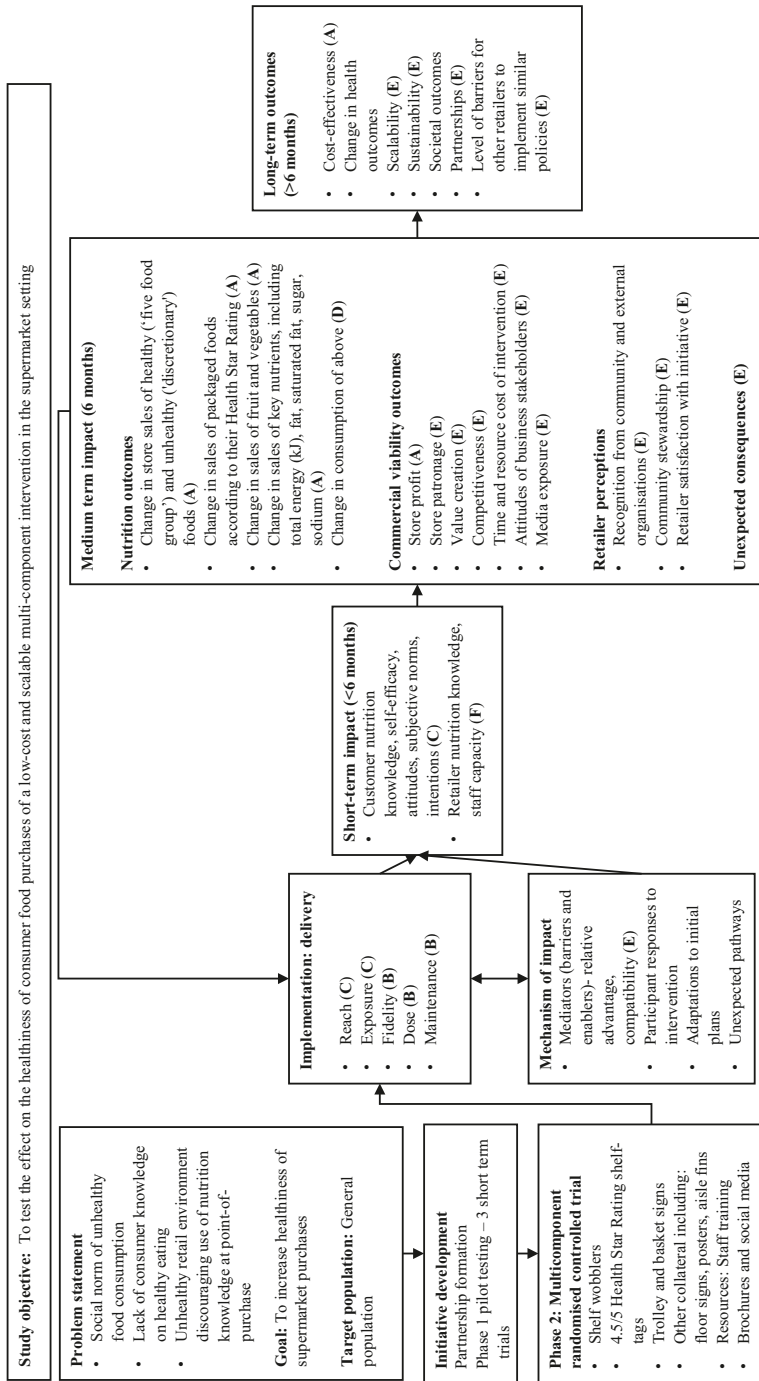 Study objective: To test the effect on the healthiness of consumer food purchases of a low-cost and scalable multi-component intervention in the supermarket setting
Problem statement
• Social norm of unhealthy
food consumption
• Lack of consumer knowledge
on healthy eating
• Unhealthy retail environment
discouraging use of nutrition
knowledge at point-of-
purchase
Goal: To increase healthiness of
supermarket purchases
Target population: General
population
Initiative development
Partnership formation
Phase 1 pilot testing – 3 short term
trials
Phase 2: Multicomponent
randomised controlled trial
• Shelf wobblers
• 4.5/5 Health Star Rating shelf-
tags
• Trolley and basket signs
• Other collateral including:
floor signs, posters, aisle fins
• Resources: Staff training
• Brochures and social media
Implementation: delivery
• Reach (C)
• Exposure (C)
• Fidelity (B)
• Dose (B)
• Maintenance (B)
Mechanism of impact
• Mediators (barriers and
enablers)- relative
advantage,
compatibility (E)
• Participant responses to
intervention
• Adaptations to initial
plans
• Unexpected pathways
Short-term impact (<6 months)
• Customer nutrition
knowledge, self-efficacy,
attitudes, subjective norms,
intentions (C)
• Retailer nutrition knowledge,
staff capacity (F)
Medium term impact (6 months)
Nutrition outcomes
• Change in store sales of healthy ('five food
group') and unhealthy ('discretionary')
foods (A)
• Change in sales of packaged foods
according to their Health Star Rating (A)
• Change in sales of fruit and vegetables (A)
• Change in sales of key nutrients, including
total energy (kJ), fat, saturated fat, sugar,
sodium (A)
• Change in consumption of above (D)
Commercial viability outcomes
• Store profit (A)
• Store patronage (E)
• Value creation (E)
• Competitiveness (E)
• Time and resource cost of intervention (E)
• Attitudes of business stakeholders (E)
• Media exposure (E)
Retailer perceptions
• Recognition from community and external
organisations (E)
• Community stewardship (E)
• Retailer satisfaction with initiative (E)
Unexpected consequences (E)
Long-term outcomes
(>6 months)
• Cost-effectiveness (A)
• Change in health
outcomes
• Scalability (E)
• Sustainability (E)
• Societal outcomes
• Partnerships (E)
• Level of barriers for
other retailers to
implement similar
policies (E)